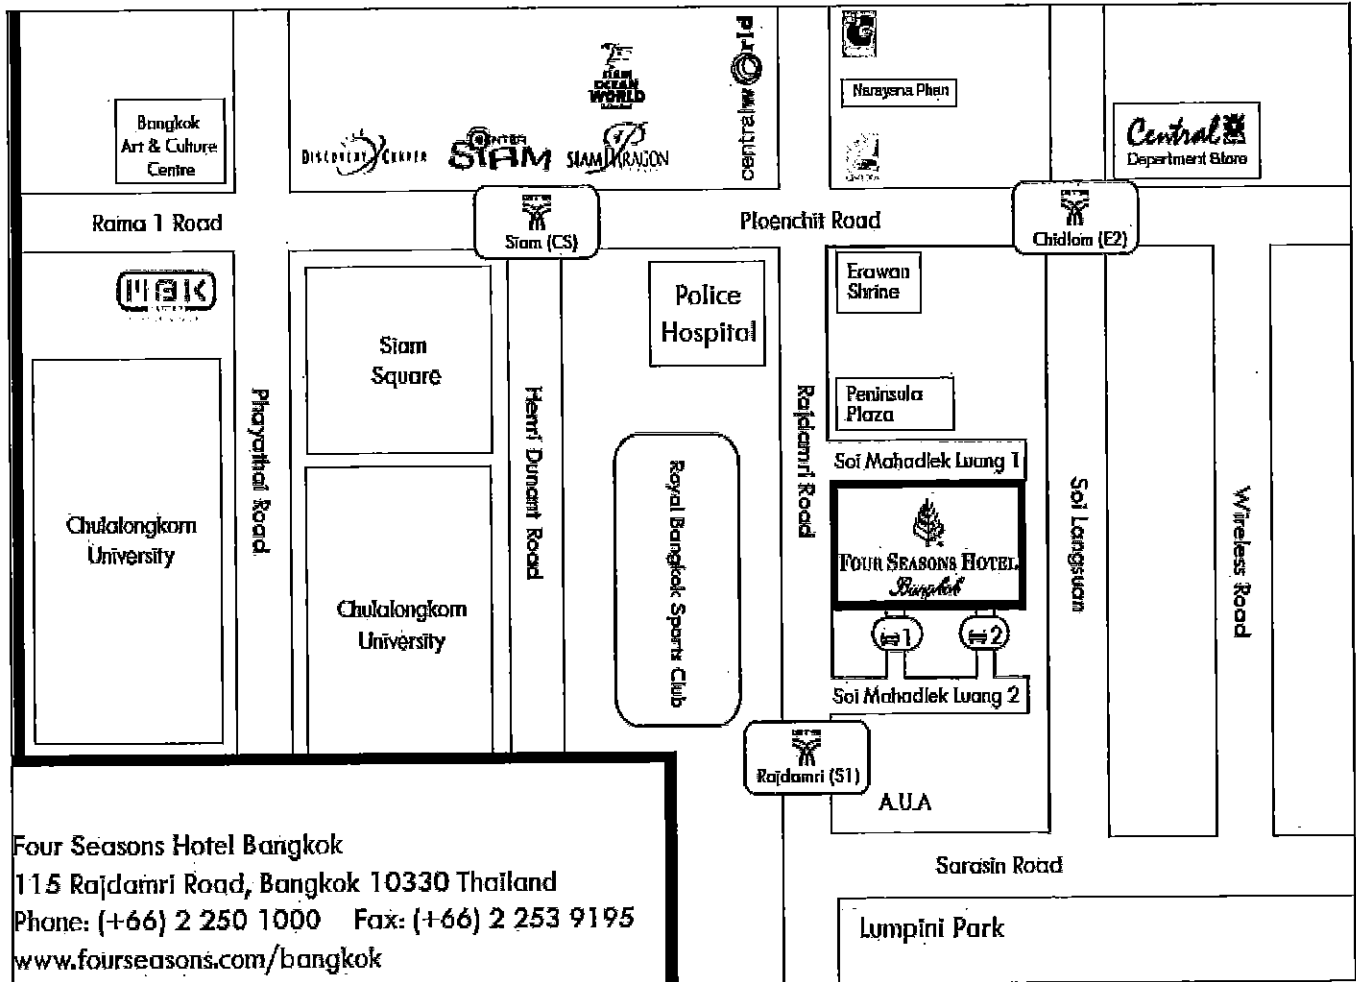 Bangkok
Art & Culture
Centre
DISCOVERY CENTER
CENTER
SIAM
SIAM
OCEAN
WORLD
SIAM PARAGON
centralworld
Narayana Phan
Central
Department Store
Rama 1 Road
Siam (CS)
Ploenchit Road
Chidlom (E2)
MBK
Siam
Square
Police
Hospital
Erawan
Shrine
Peninsula
Plaza
Phayathai Road
Henri Dunant Road
Royal Bangkok Sports Club
Rajdamri Road
Soi Mahadlek Luang 1
FOUR SEASONS HOTEL
Bangkok
1
2
Soi Mahadlek Luang 2
Soi Langsuan
Wireless Road
Chulalongkorn
University
Chulalongkorn
University
Rajdamri (S1)
A.U.A
Sarasin Road
Lumpini Park
Four Seasons Hotel Bangkok
115 Rajdamri Road, Bangkok 10330 Thailand
Phone: (+66) 2 250 1000 Fax: (+66) 2 253 9195
www.fourseasons.com/bangkok